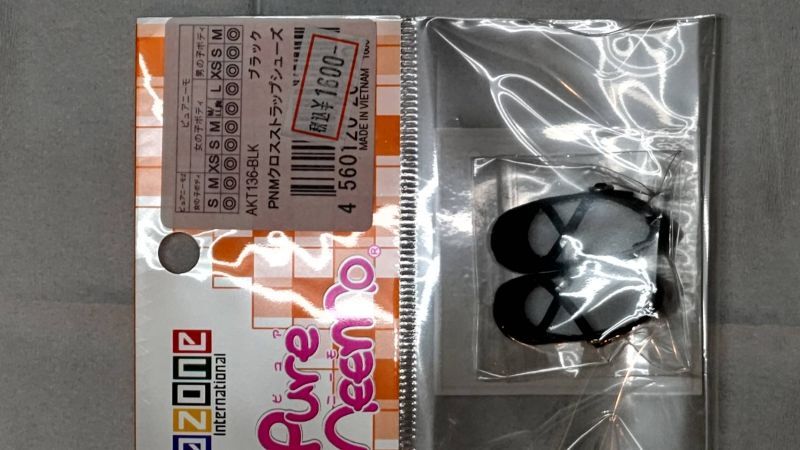 ピュアニーモ
女の子ボディ 男の子ボディ
S M XS S M L XS S M
◎ ◎ ◎ ◎ ◎ ◎ ◎ ◎ ◎ ◎
AKT136-BLK ブラック
PNMクロスストラップシューズ
税込¥1600-
4 560120 20
MADE IN VIETNAM
azone
International
ピュア
Pure
ニーモ
Neemo®